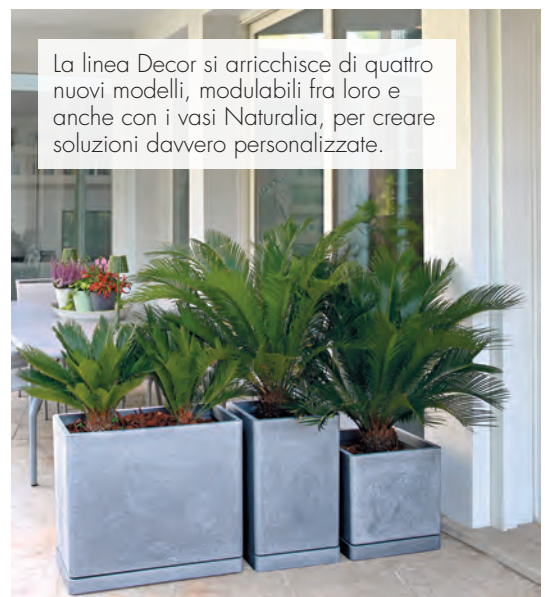 La linea Decor si arricchisce di quattro
nuovi modelli, modulabili fra loro e
anche con i vasi Naturalia, per creare
soluzioni davvero personalizzate.